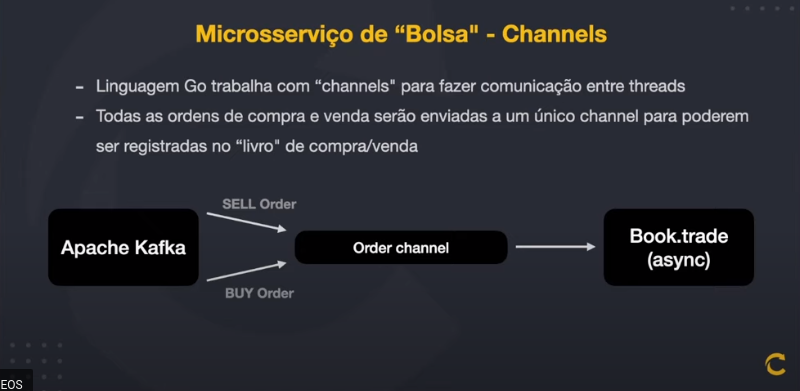 Microsserviço de “Bolsa" - Channels
- Linguagem Go trabalha com “channels" para fazer comunicação entre threads
- Todas as ordens de compra e venda serão enviadas a um único channel para poderem
ser registradas no “livro" de compra/venda
SELL Order
Apache Kafka
Order channel
Book.trade
(async)
BUY Order
EOS